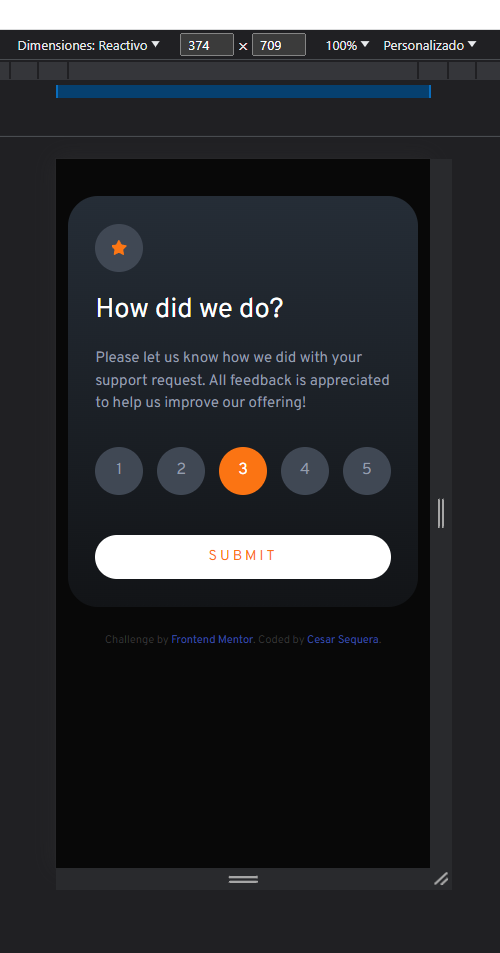 Dimensiones: Reactivo 374 × 709 100% Personalizado
How did we do?
Please let us know how we did with your
support request. All feedback is appreciated
to help us improve our offering!
1 2 3 4 5
SUBMIT
Challenge by Frontend Mentor. Coded by Cesar Sequera.